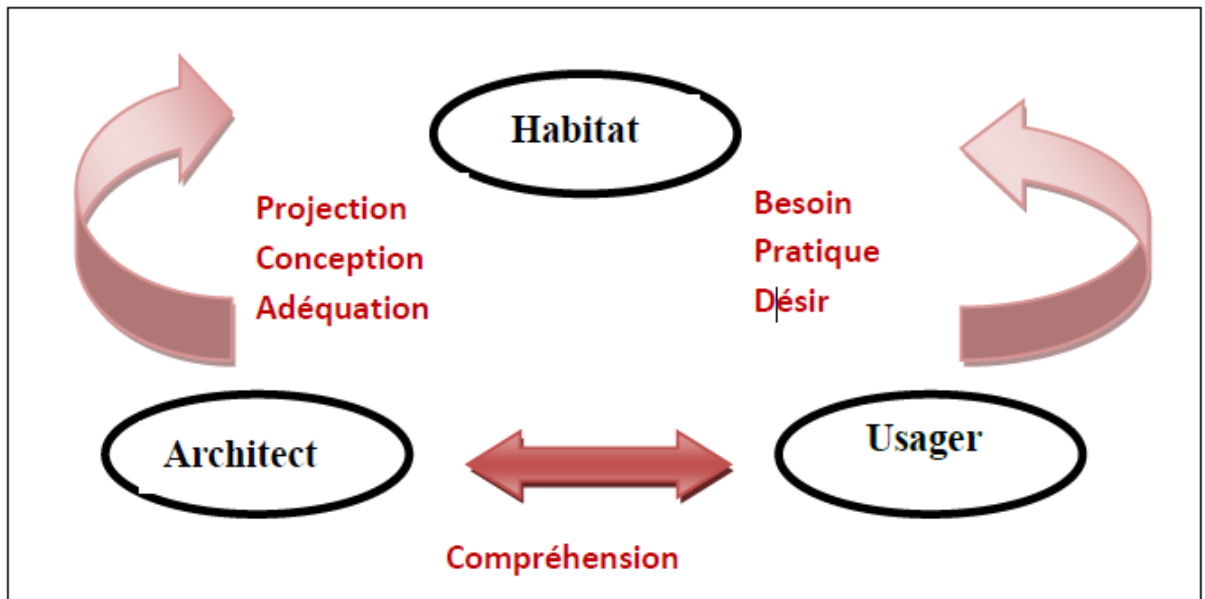 Habitat
Projection
Conception
Adéquation
Besoin
Pratique
Désir
Architect
Usager
Compréhension